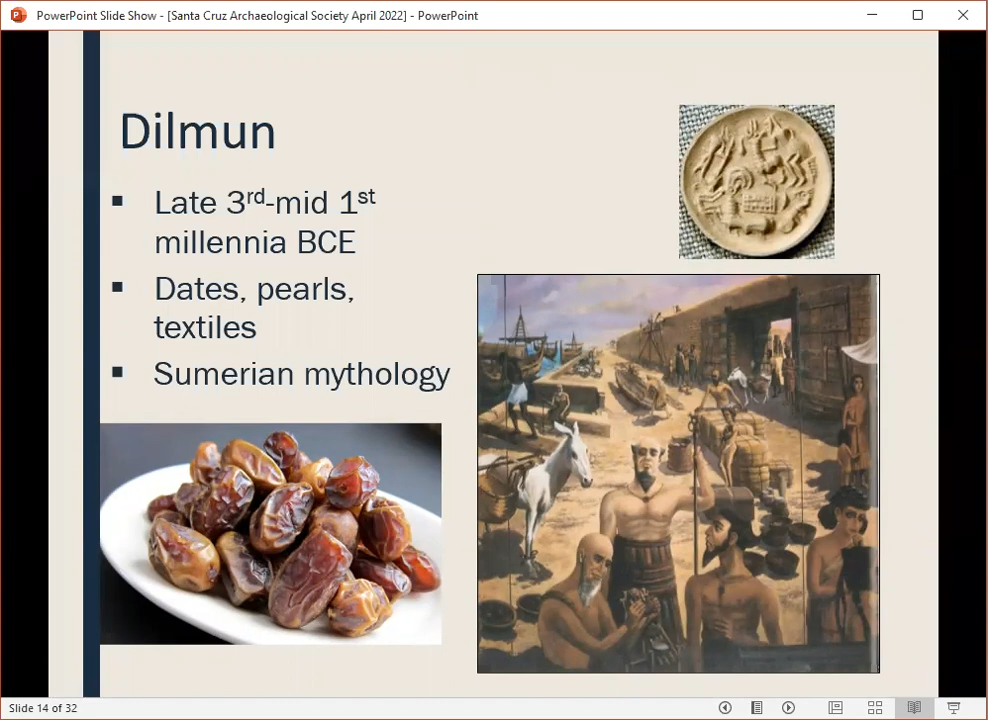 PowerPoint Slide Show - [Santa Cruz Archaeological Society April 2022] - PowerPoint
Dilmun
▪ Late 3rd-mid 1st
millennia BCE
▪ Dates, pearls,
textiles
▪ Sumerian mythology
Slide 14 of 32